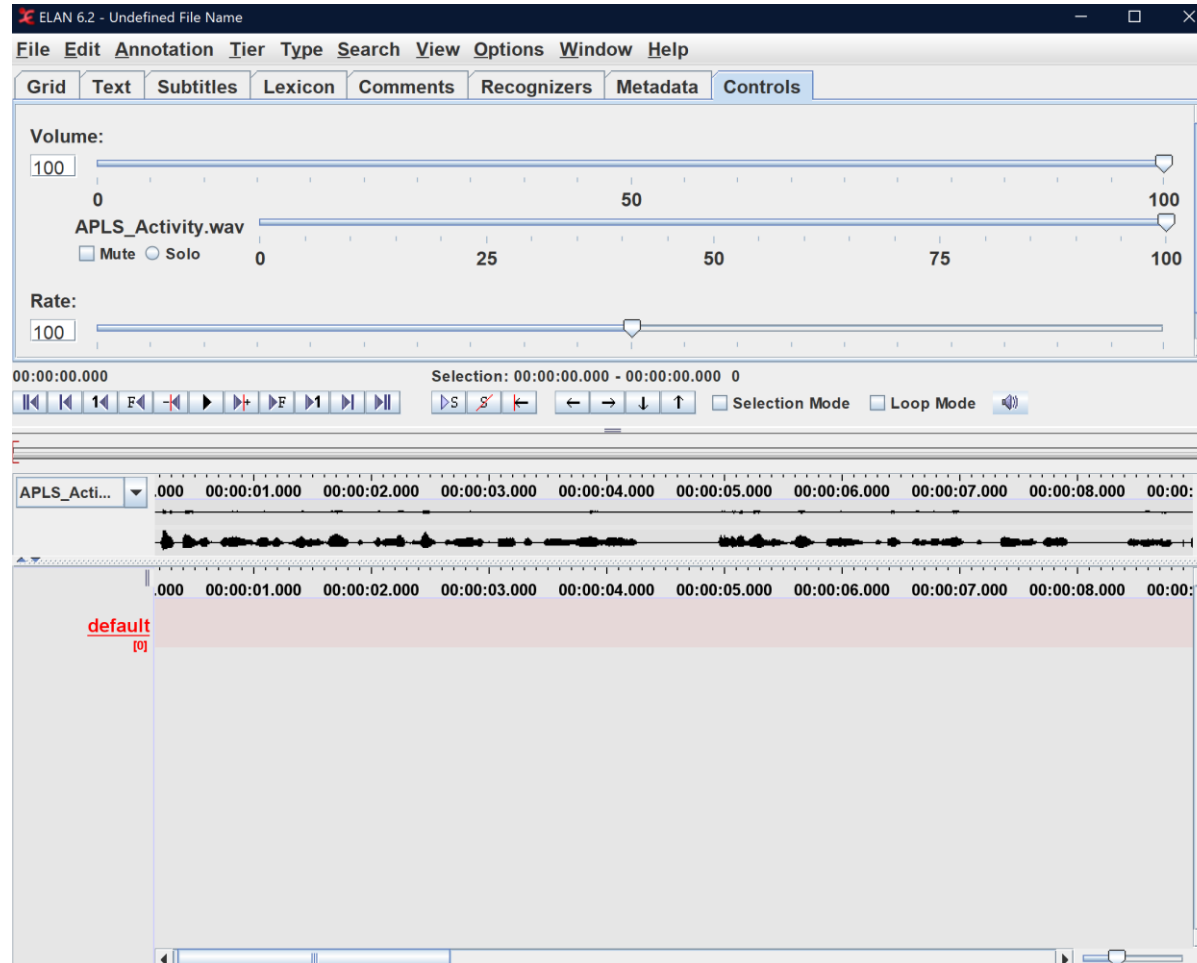 ELAN 6.2 - Undefined File Name
File Edit Annotation Tier Type Search View Options Window Help
Grid Text Subtitles Lexicon Comments Recognizers Metadata Controls
Volume:
100
0 50 100
APLS_Activity.wav
Mute Solo
0 25 50 75 100
Rate:
100
00:00:00.000
Selection: 00:00:00.000 - 00:00:00.000 0
1 F + F 1 S S Selection Mode Loop Mode
APLS_Acti...
.000 00:00:01.000 00:00:02.000 00:00:03.000 00:00:04.000 00:00:05.000 00:00:06.000 00:00:07.000 00:00:08.000 00:00:
.000 00:00:01.000 00:00:02.000 00:00:03.000 00:00:04.000 00:00:05.000 00:00:06.000 00:00:07.000 00:00:08.000 00:00:
default
[0]